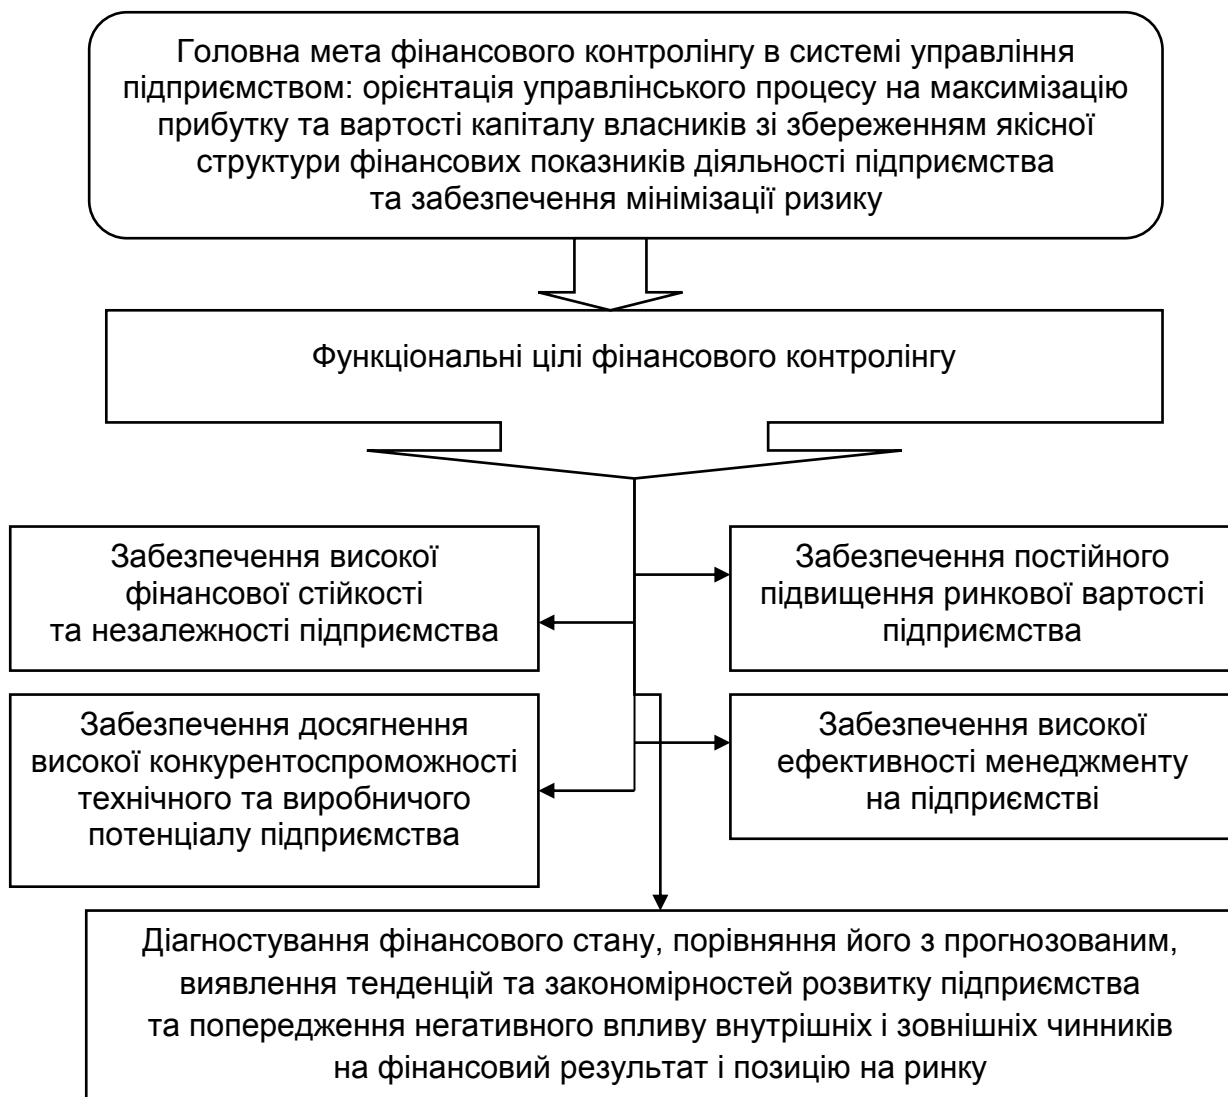 Головна мета фінансового контролінгу в системі управління
підприємством: орієнтація управлінського процесу на максимізацію
прибутку та вартості капіталу власників зі збереженням якісної
структури фінансових показників діяльності підприємства
та забезпечення мінімізації ризику
Функціональні цілі фінансового контролінгу
Забезпечення високої
фінансової стійкості
та незалежності підприємства
Забезпечення постійного
підвищення ринкової вартості
підприємства
Забезпечення досягнення
високої конкурентоспроможності
технічного та виробничого
потенціалу підприємства
Забезпечення високої
ефективності менеджменту
на підприємстві
Діагностування фінансового стану, порівняння його з прогнозованим,
виявлення тенденцій та закономірностей розвитку підприємства
та попередження негативного впливу внутрішніх і зовнішніх чинників
на фінансовий результат і позицію на ринку